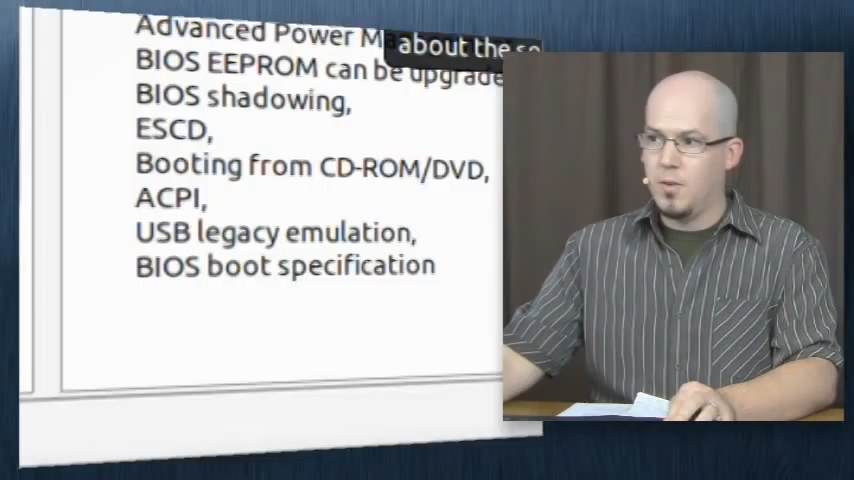 Advanced Power
about the
BIOS EEPROM can be upgrade
BIOS shadowing,
ESCD,
Booting from CD-ROM/DVD,
ACPI,
USB legacy emulation,
BIOS boot specification